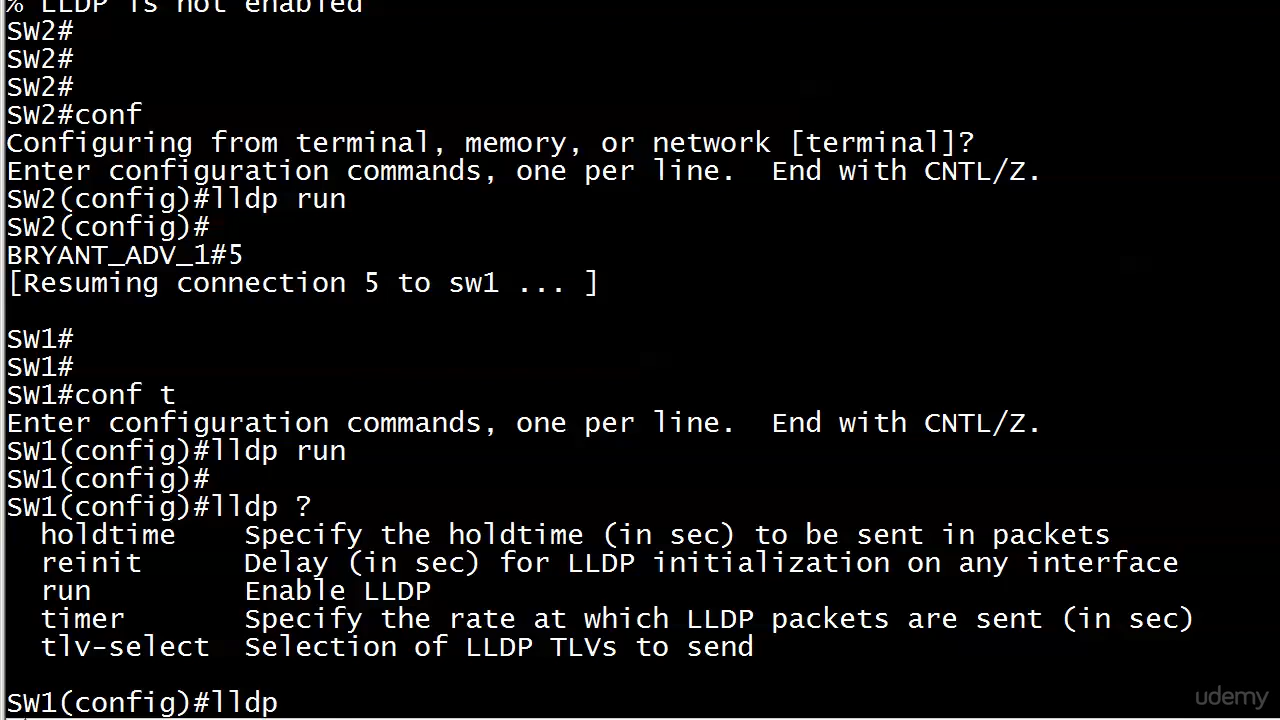 % LLDP is not enabled
SW2#
SW2#
SW2#
SW2#conf
Configuring from terminal, memory, or network [terminal]?
Enter configuration commands, one per line.  End with CNTL/Z.
SW2(config)#lldp run
SW2(config)#
BRYANT_ADV_1#5
[Resuming connection 5 to sw1 ... ]
SW1#
SW1#
SW1#conf t
Enter configuration commands, one per line.  End with CNTL/Z.
SW1(config)#lldp run
SW1(config)#
SW1(config)#lldp ?
  holdtime    Specify the holdtime (in sec) to be sent in packets
  reinit      Delay (in sec) for LLDP initialization on any interface
  run         Enable LLDP
  timer       Specify the rate at which LLDP packets are sent (in sec)
  tlv-select  Selection of LLDP TLVs to send
SW1(config)#lldp
udemy